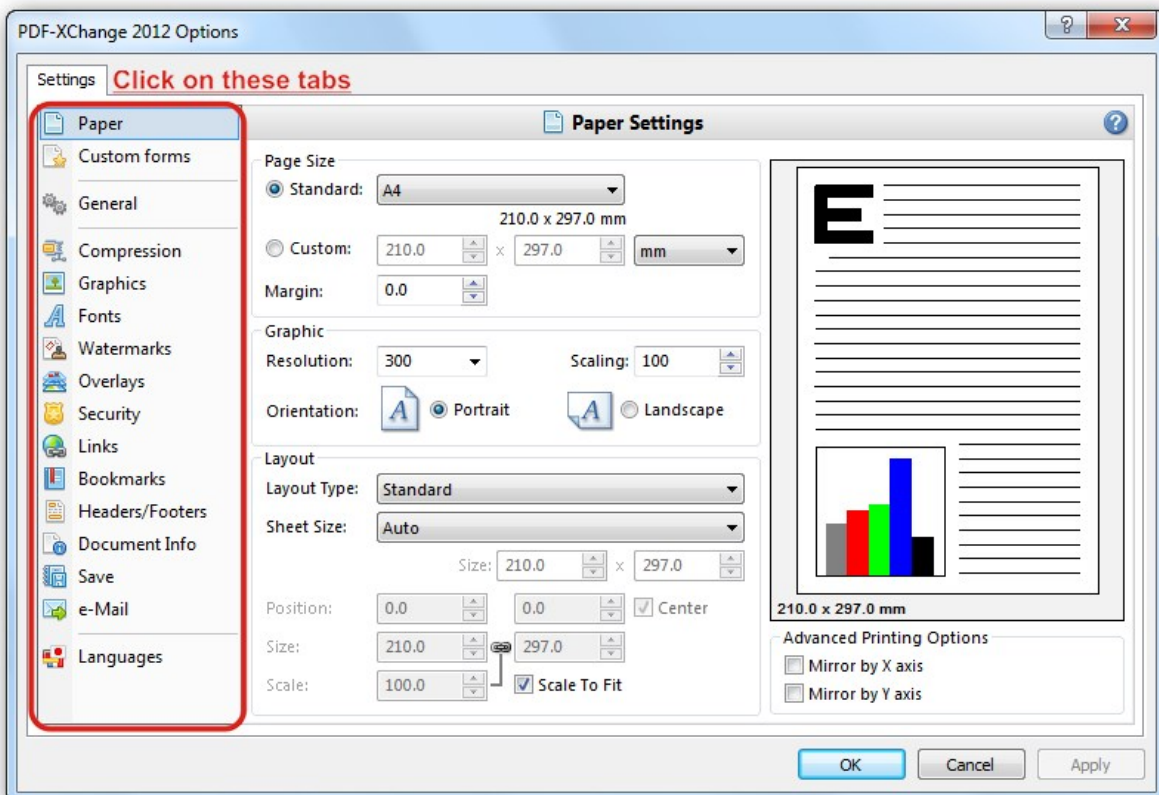 PDF-XChange 2012 Options
Settings Click on these tabs
Paper
Custom forms
General
Compression
Graphics
Fonts
Watermarks
Overlays
Security
Links
Bookmarks
Headers/Footers
Document Info
Save
e-Mail
Languages
Paper Settings
Page Size
Standard: A4
210.0 x 297.0 mm
Custom: 210.0 x 297.0 mm
Margin: 0.0
Graphic
Resolution: 300 Scaling: 100
Orientation: A Portrait A Landscape
Layout
Layout Type: Standard
Sheet Size: Auto
Size: 210.0 x 297.0
Position: 0.0 0.0 Center
Size: 210.0 297.0
Scale: 100.0 Scale To Fit
E
210.0 x 297.0 mm
Advanced Printing Options
Mirror by X axis
Mirror by Y axis
OK Cancel Apply